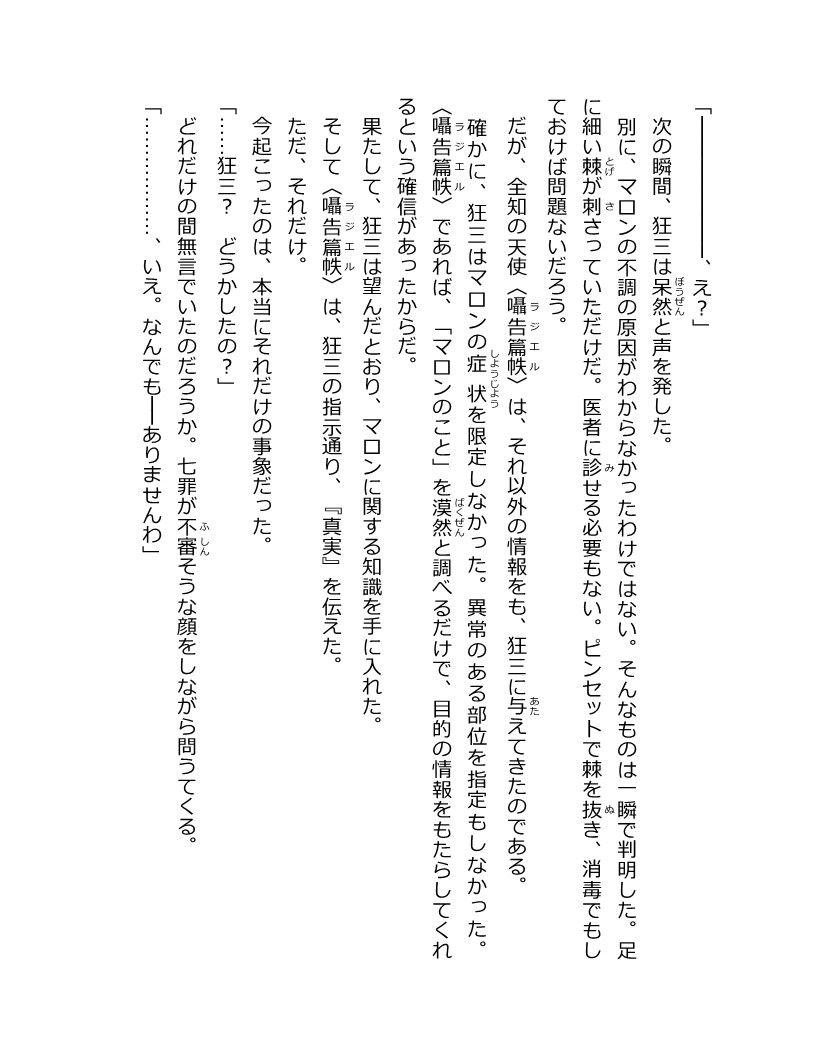 「――――――、え？」
次の瞬間、狂三は呆然と声を発した。
別に、マロンの不調の原因がわからなかったわけではない。そんなものは一瞬で判明した。足
に細い棘が刺さっていただけだ。医者に診せる必要もない。ピンセットで棘を抜き、消毒でもし
ておけば問題ないだろう。
だが、全知の天使〈囁告篇帙〉は、それ以外の情報をも、狂三に与えてきたのである。
確かに、狂三はマロンの症状を限定しなかった。異常のある部位を指定もしなかった。
〈囁告篇帙〉であれば、「マロンのこと」を漠然と調べるだけで、目的の情報をもたらしてくれ
るという確信があったからだ。
果たして、狂三は望んだとおり、マロンに関する知識を手に入れた。
そして〈囁告篇帙〉は、狂三の指示通り、『真実』を伝えた。
ただ、それだけ。
今起こったのは、本当にそれだけの事象だった。
「……狂三？　どうかしたの？」
どれだけの間無言でいたのだろうか。七罪が不審そうな顔をしながら問うてくる。
「………………、いえ。なんでも――ありませんわ」